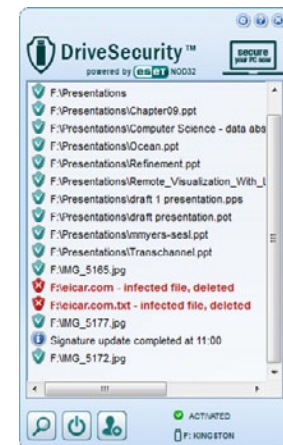 DriveSecurity™
powered by eset NOD32
secure
your PC now
F:\Presentations
F:\Presentations\Chapter09.ppt
F:\Presentations\Computer Science - data abs
F:\Presentations\Ocean.ppt
F:\Presentations\Refinement.ppt
F:\Presentations\Remote_Visualization_With_L
F:\Presentations\draft 1 presentation.pps
F:\Presentations\draft presentation.pot
F:\Presentations\mmyers-sesl.ppt
F:\Presentations\Transchannel.ppt
F:\IMG_5165.jpg
F:\eicar.com - infected file, deleted
F:\eicar.com.txt - infected file, deleted
F:\IMG_5177.jpg
Signature update completed at 11:00
F:\IMG_5172.jpg
ACTIVATED
F: KINGSTON